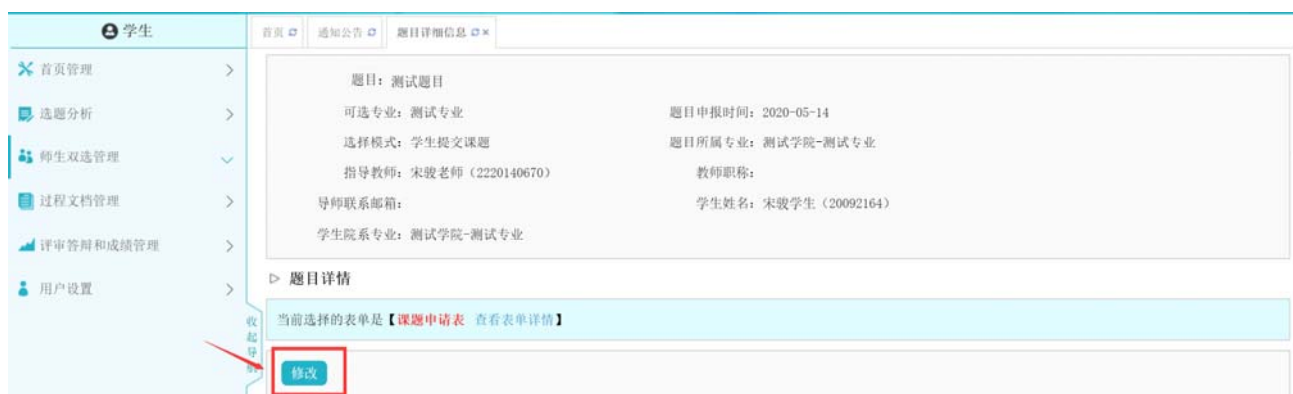 学生
首页 通知公告 题目详细信息
首页管理
选题分析
师生双选管理
过程文档管理
评审答辩和成绩管理
用户设置
收起导航
题目：测试题目
可选专业：测试专业 题目申报时间：2020-05-14
选择模式：学生提交课题 题目所属专业：测试学院-测试专业
指导教师：宋骏老师（2220140670） 教师职称：
导师联系邮箱： 学生姓名：宋骏学生（20092164）
学生院系专业：测试学院-测试专业
题目详情
当前选择的表单是【课题申请表 查看表单详情】
修改